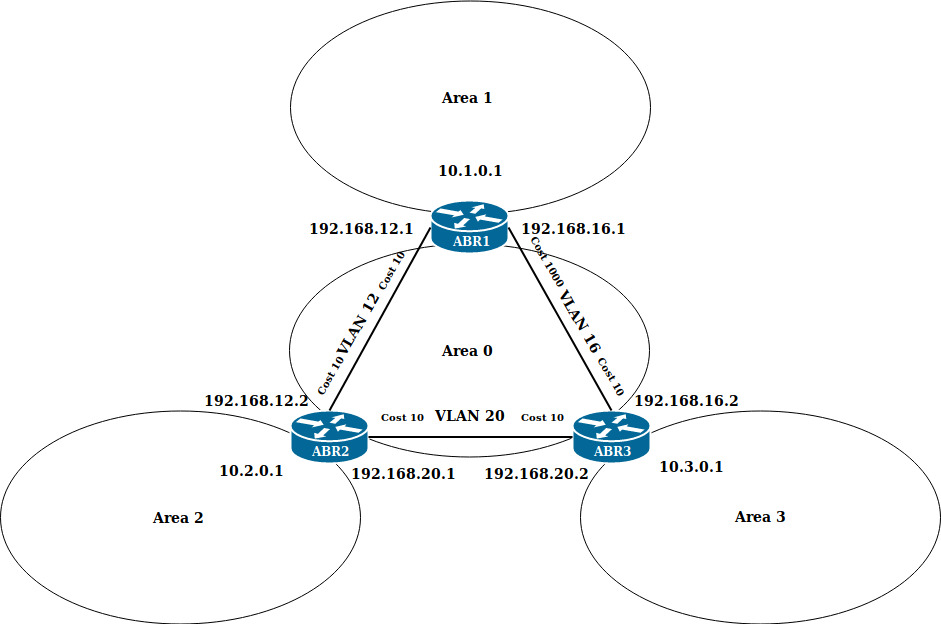 Area 1
10.1.0.1
192.168.12.1
192.168.16.1
ABR1
Cost 10
Cost 1000
VLAN 12
VLAN 16
Area 0
Cost 10
Cost 10
192.168.12.2
192.168.16.2
Cost 10
VLAN 20
Cost 10
ABR2
ABR3
10.2.0.1
192.168.20.1
192.168.20.2
10.3.0.1
Area 2
Area 3